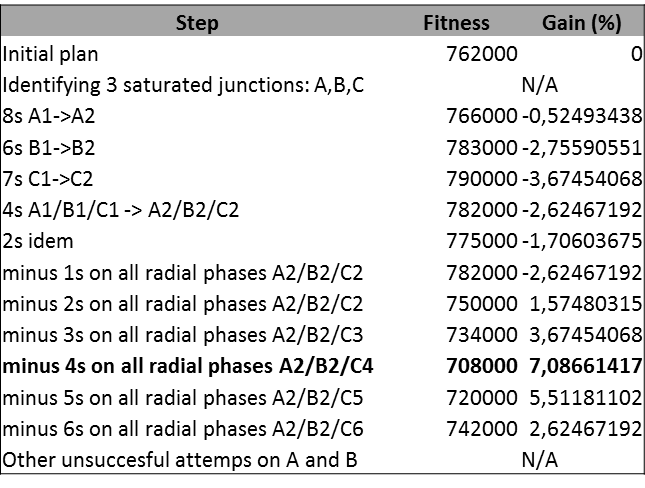 Step Fitness Gain (%)
Initial plan 762000 0
Identifying 3 saturated junctions: A,B,C N/A
8s A1->A2 766000 -0,52493438
6s B1->B2 783000 -2,75590551
7s C1->C2 790000 -3,67454068
4s A1/B1/C1 -> A2/B2/C2 782000 -2,62467192
2s idem 775000 -1,70603675
minus 1s on all radial phases A2/B2/C2 782000 -2,62467192
minus 2s on all radial phases A2/B2/C2 750000 1,57480315
minus 3s on all radial phases A2/B2/C3 734000 3,67454068
minus 4s on all radial phases A2/B2/C4 708000 7,08661417
minus 5s on all radial phases A2/B2/C5 720000 5,51181102
minus 6s on all radial phases A2/B2/C6 742000 2,62467192
Other unsuccesful attemps on A and B N/A